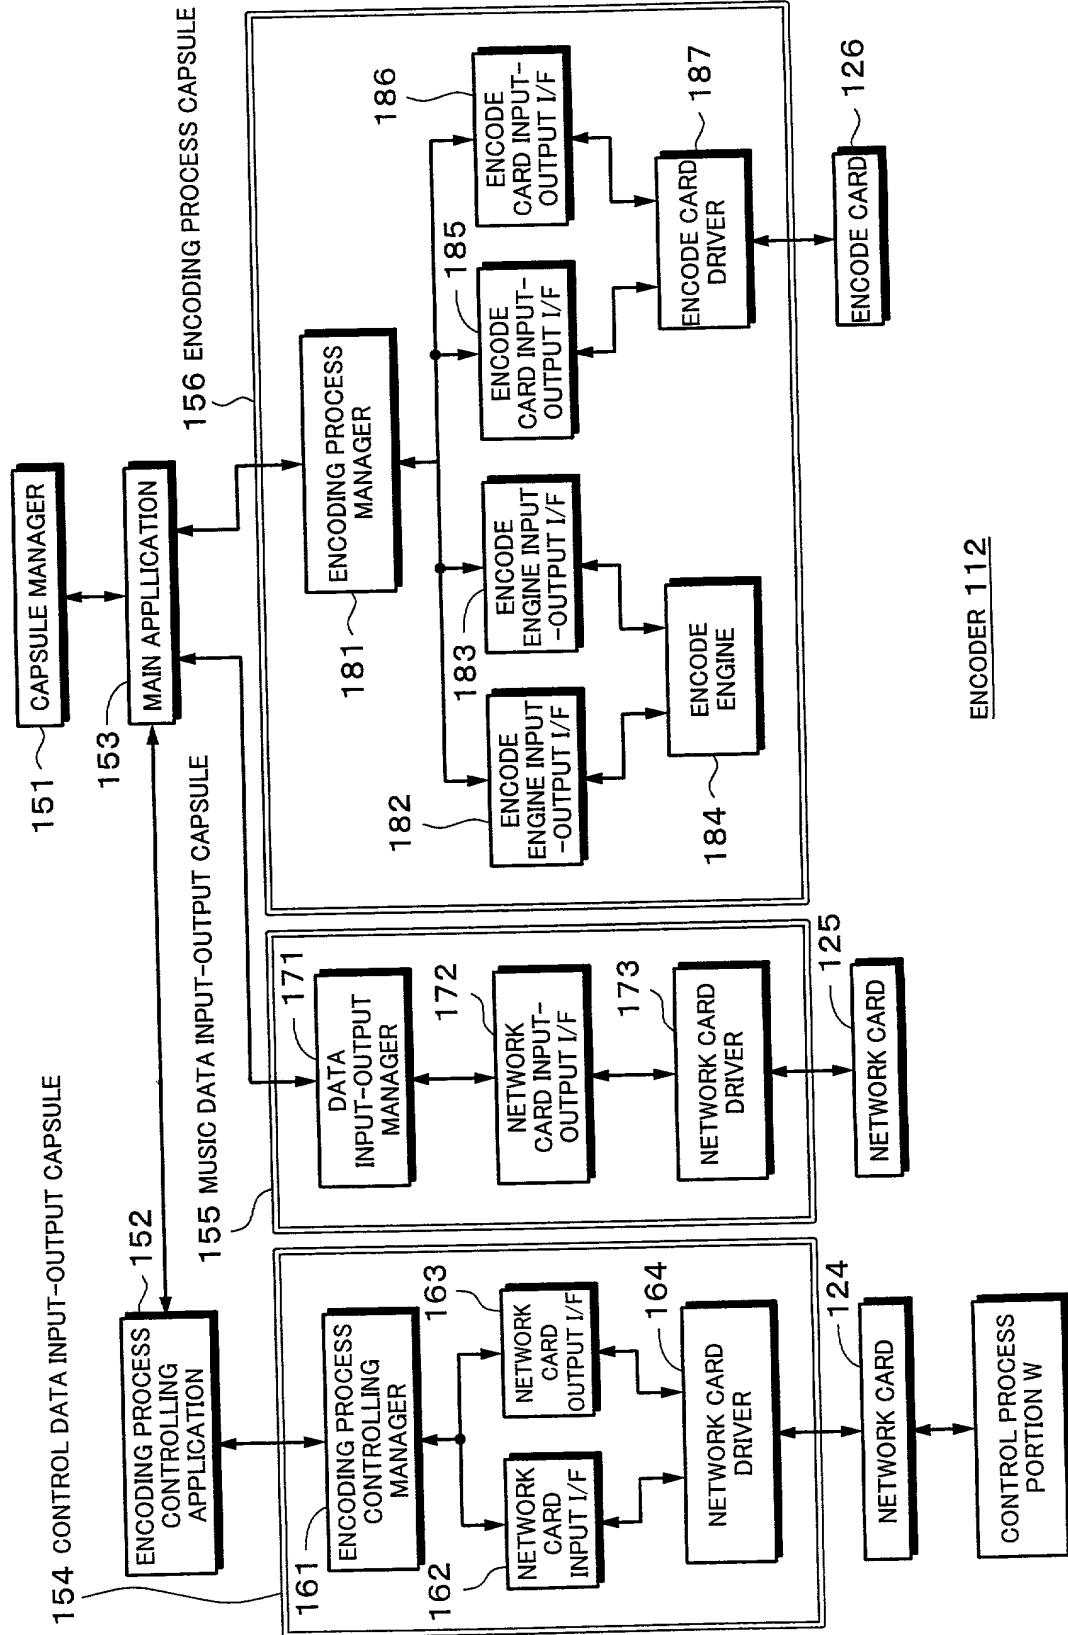 154 CONTROL DATA INPUT-OUTPUT CAPSULE
152
ENCODING PROCESS
CONTROLLING
APPLICATION
161
ENCODING PROCESS
CONTROLLING
MANAGER
162
NETWORK
CARD
INPUT I/F
163
NETWORK
CARD
OUTPUT I/F
164
NETWORK CARD
DRIVER
124
NETWORK CARD
CONTROL PROCESS
PORTION W
151
CAPSULE MANAGER
153
MAIN APPLICATION
155 MUSIC DATA INPUT-OUTPUT CAPSULE
171
DATA
INPUT-OUTPUT
MANAGER
172
NETWORK
CARD INPUT-
OUTPUT I/F
173
NETWORK CARD
DRIVER
125
NETWORK CARD
156 ENCODING PROCESS CAPSULE
181
ENCODING PROCESS
MANAGER
182
ENCODE
ENGINE INPUT
-OUTPUT I/F
183
ENCODE
ENGINE INPUT
-OUTPUT I/F
184
ENCODE
ENGINE
185
ENCODE
CARD INPUT-
OUTPUT I/F
186
ENCODE
CARD INPUT-
OUTPUT I/F
187
ENCODE CARD
DRIVER
126
ENCODE CARD
ENCODER 112